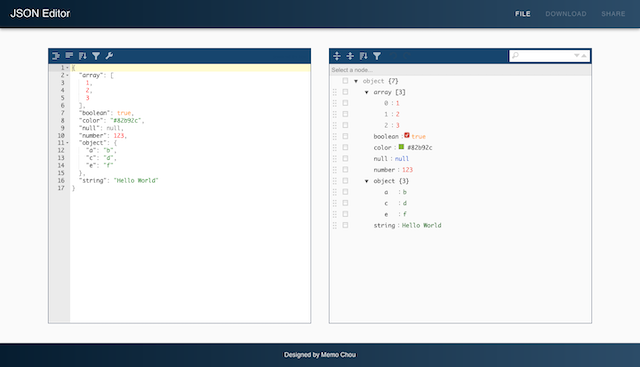 JSON Editor
FILE
DOWNLOAD
SHARE
1 {
2 "array": [
3 1,
4 2,
5 3
6 ],
7 "boolean": true,
8 "color": "#82b92c",
9 "null": null,
10 "number": 123,
11 "object": {
12 "a": "b",
13 "c": "d",
14 "e": "f"
15 },
16 "string": "Hello World"
17 }
Select a node...
object {7}
array [3]
0 : 1
1 : 2
2 : 3
boolean : true
color : #82b92c
null : null
number : 123
object {3}
a : b
c : d
e : f
string : Hello World
Designed by Memo Chou